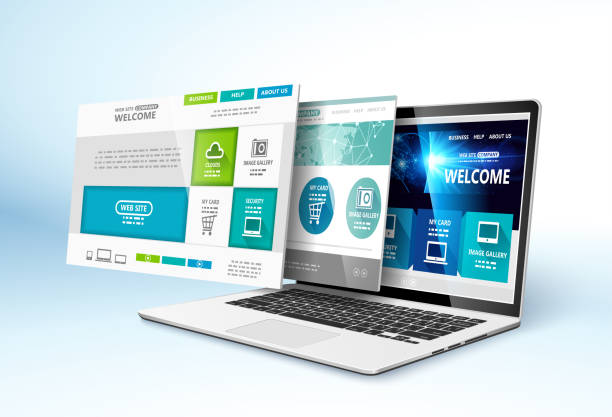 BUSINESS
HELP
ABOUT US
WEB SITE COMPANY
WELCOME
CLOUDS
IMAGE GALLERY
WEB SITE
MY CARD
SECURITY
COMPANY
HELP
ABOUT US
MY CARD
IMAGE GALLERY
BUSINESS HELP ABOUT US
WEB SITE COMPANY
WELCOME
MY CARD
IMAGE GALLERY